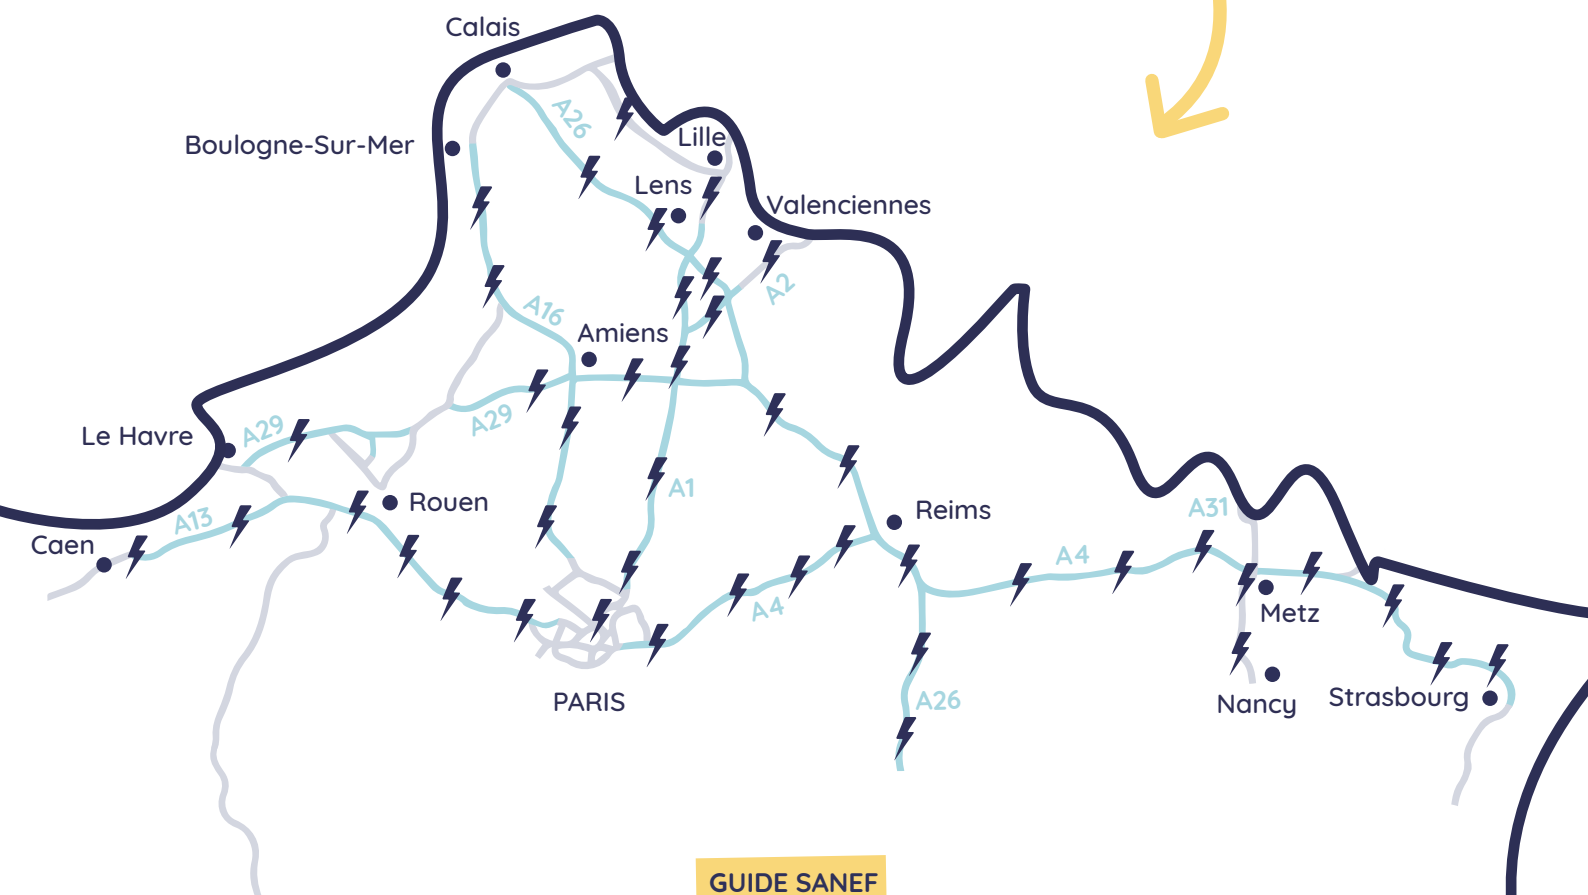 Calais
A26
Boulogne-Sur-Mer
Lille
Lens
Valenciennes
A2
A16
Amiens
A29
A29
Le Havre
A1
Rouen
A13
Caen
Reims
A31
A4
A4
Metz
PARIS
A26
Nancy
Strasbourg
GUIDE SANEF